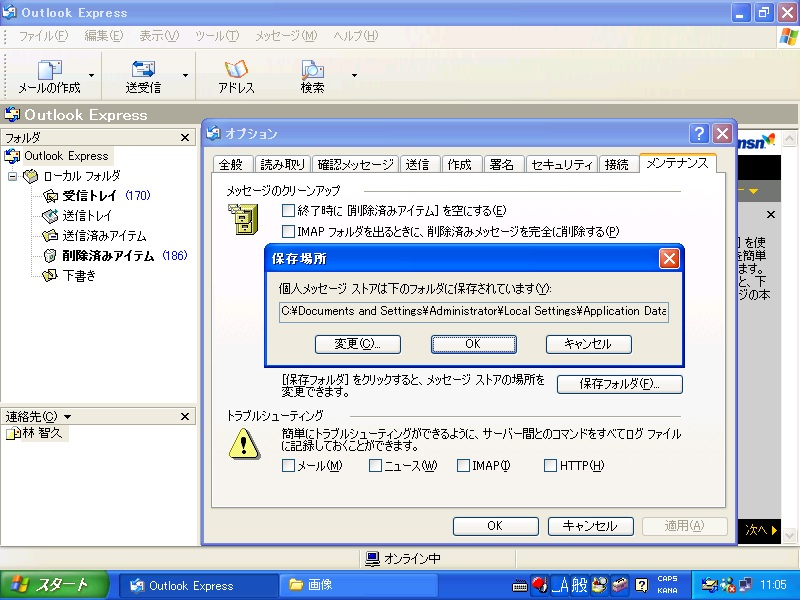 Outlook Express
ファイル(F) 編集(E) 表示(V) ツール(T) メッセージ(M) ヘルプ(H)
メールの作成 送受信 アドレス 検索
Outlook Express
フォルダ
Outlook Express
ローカル フォルダ
受信トレイ (170)
送信トレイ
送信済みアイテム
削除済みアイテム (186)
下書き
連絡先(C)
林 智久
msn
オプション
全般 読み取り 確認メッセージ 送信 作成 署名 セキュリティ 接続 メンテナンス
メッセージのクリーンアップ
終了時に [削除済みアイテム] を空にする(E)
IMAP フォルダを出るときに、削除済みメッセージを完全に削除する(P)
保存場所
個人メッセージ ストアは下のフォルダに保存されています(Y):
C:¥Documents and Settings¥Administrator¥Local Settings¥Application Data
変更(C)... OK キャンセル
[保存フォルダ] をクリックすると、メッセージ ストアの場所を
変更できます。
保存フォルダ(F)...
トラブルシューティング
簡単にトラブルシューティングができるように、サーバー間とのコマンドをすべてログ ファイル
に記録しておくことができます。
メール(M) ニュース(W) IMAP(I) HTTP(H)
OK キャンセル 適用(A)
] を使
を簡単
ます。
と、下
ジの本
次へ
オンライン中
スタート Outlook Express 画像
A 般
CAPS
KANA
11:05